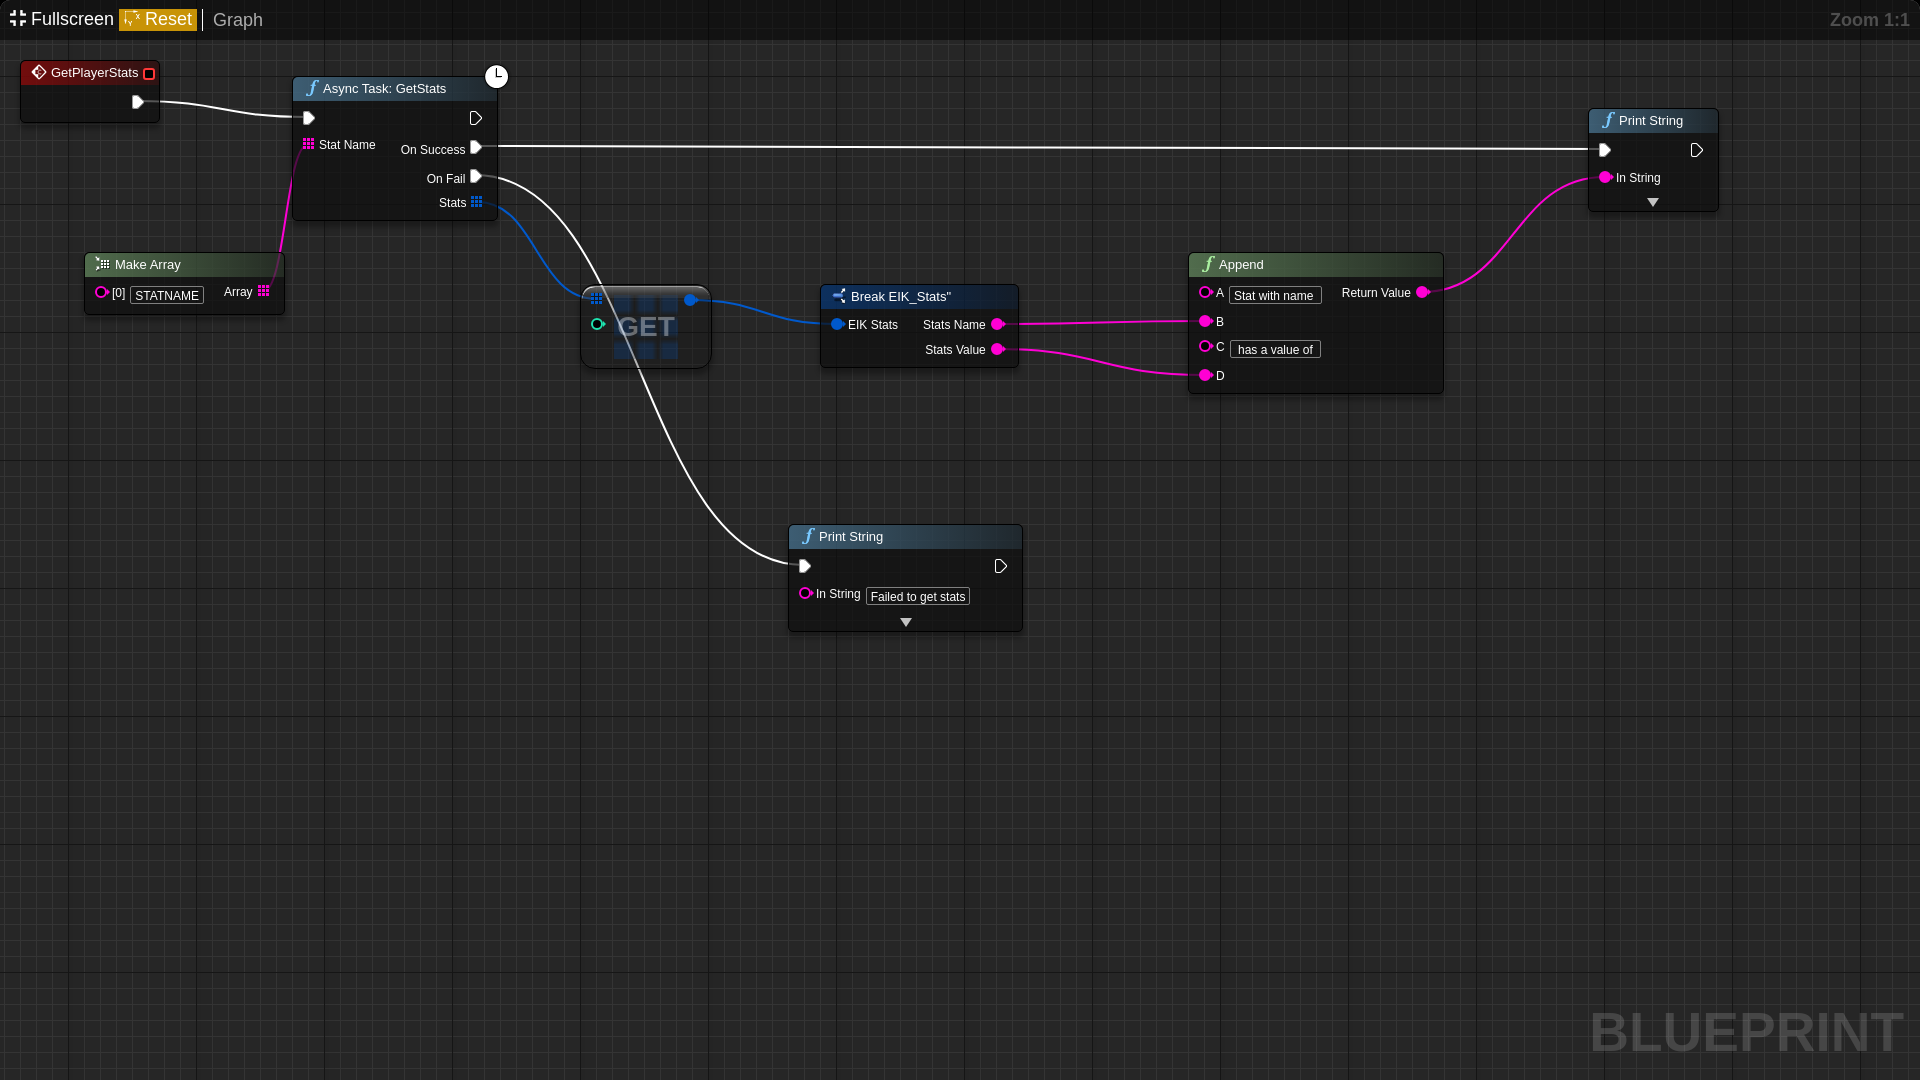 Fullscreen Reset Graph
Zoom 1:1
GetPlayerStats
Async Task: GetStats
Stat Name
On Success
On Fail
Stats
Print String
In String
Make Array
[0] STATNAME Array
GET
Break EIK_Stats"
EIK Stats Stats Name
Stats Value
Append
A Stat with name Return Value
B
C has a value of
D
Print String
In String Failed to get stats
BLUEPRINT